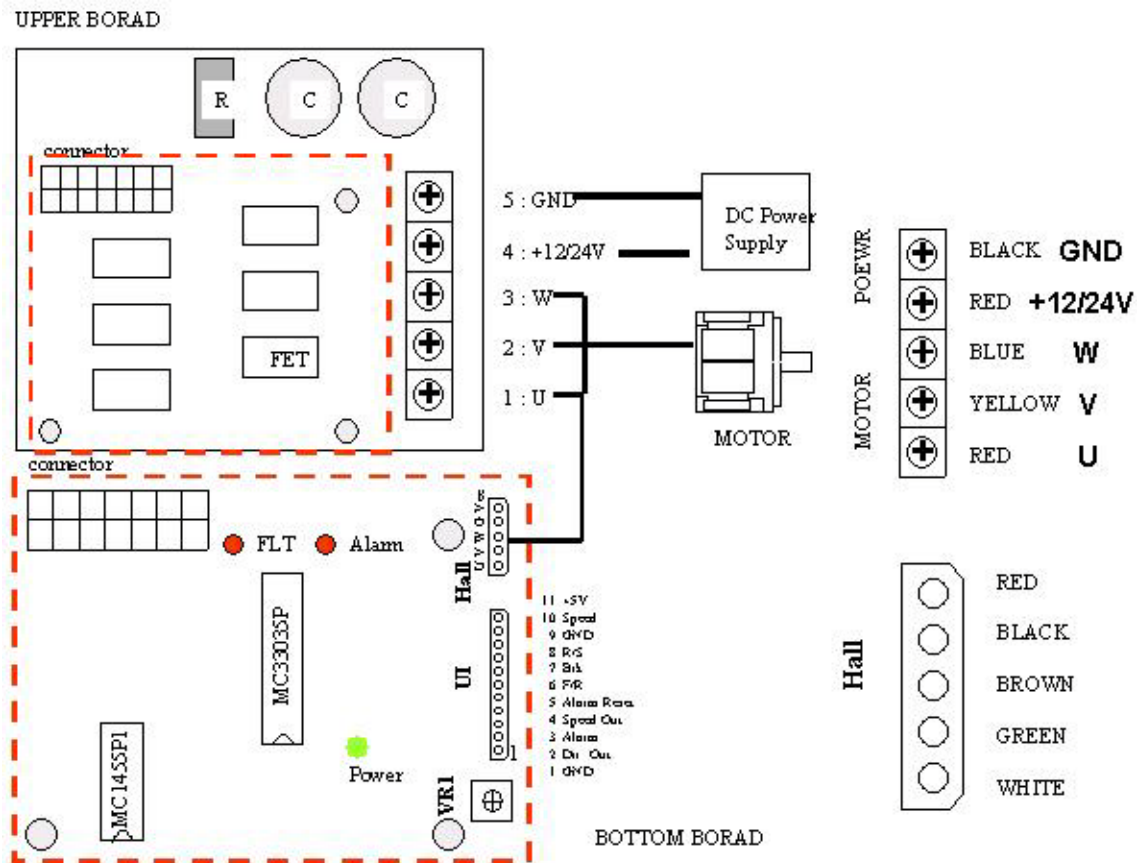 UPPER BORAD
R
C
C
connector
FET
5 : GND
4 : +12/24V
3 : W
2 : V
1 : U
DC Power
Supply
MOTOR
POEWR
MOTOR
BLACK GND
RED +12/24V
BLUE W
YELLOW V
RED U
connector
FLT
Alarm
Hall
MC33035P
MC1455P1
Power
UI
1
VR1
11 +5V
10 Speed
9 GND
8 R/S
7 Brk
6 F/R
5 Alarm Reset
4 Speed Out
3 Alarm
2 Dir Out
1 GND
BOTTOM BORAD
Hall
RED
BLACK
BROWN
GREEN
WHITE